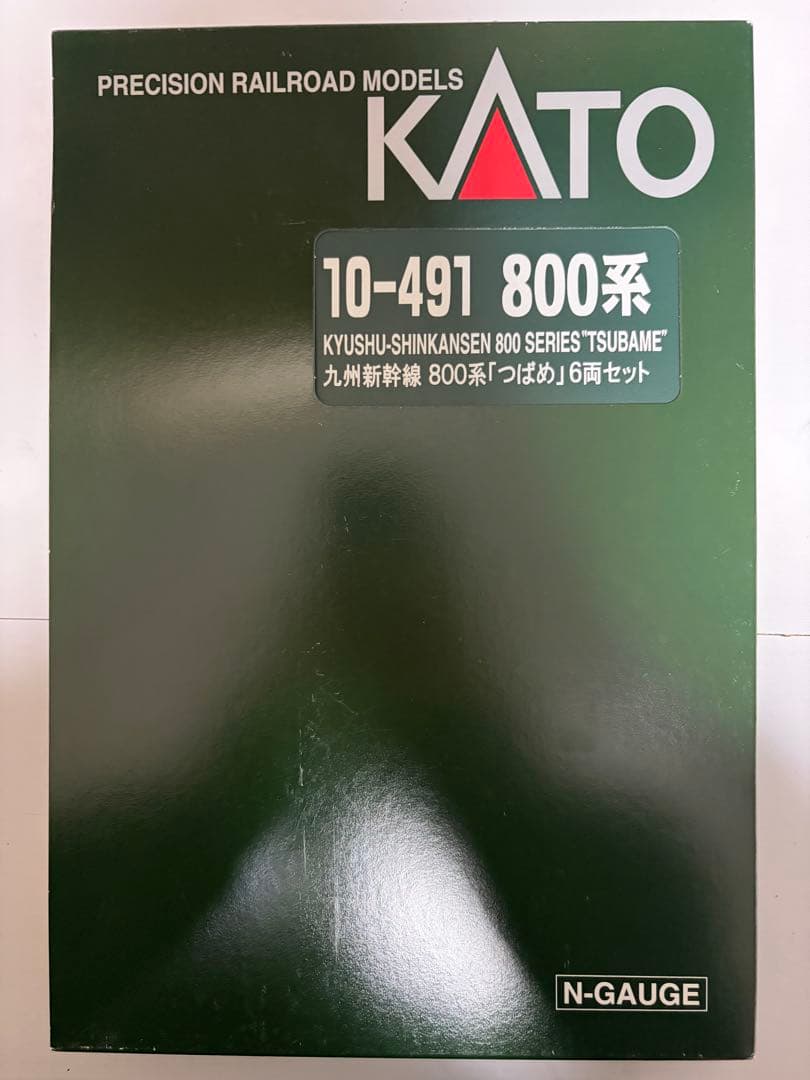 PRECISION RAILROAD MODELS
KATO
10-491 800系
KYUSHU-SHINKANSEN 800 SERIES"TSUBAME"
九州新幹線 800系「つばめ」6両セット
N-GAUGE